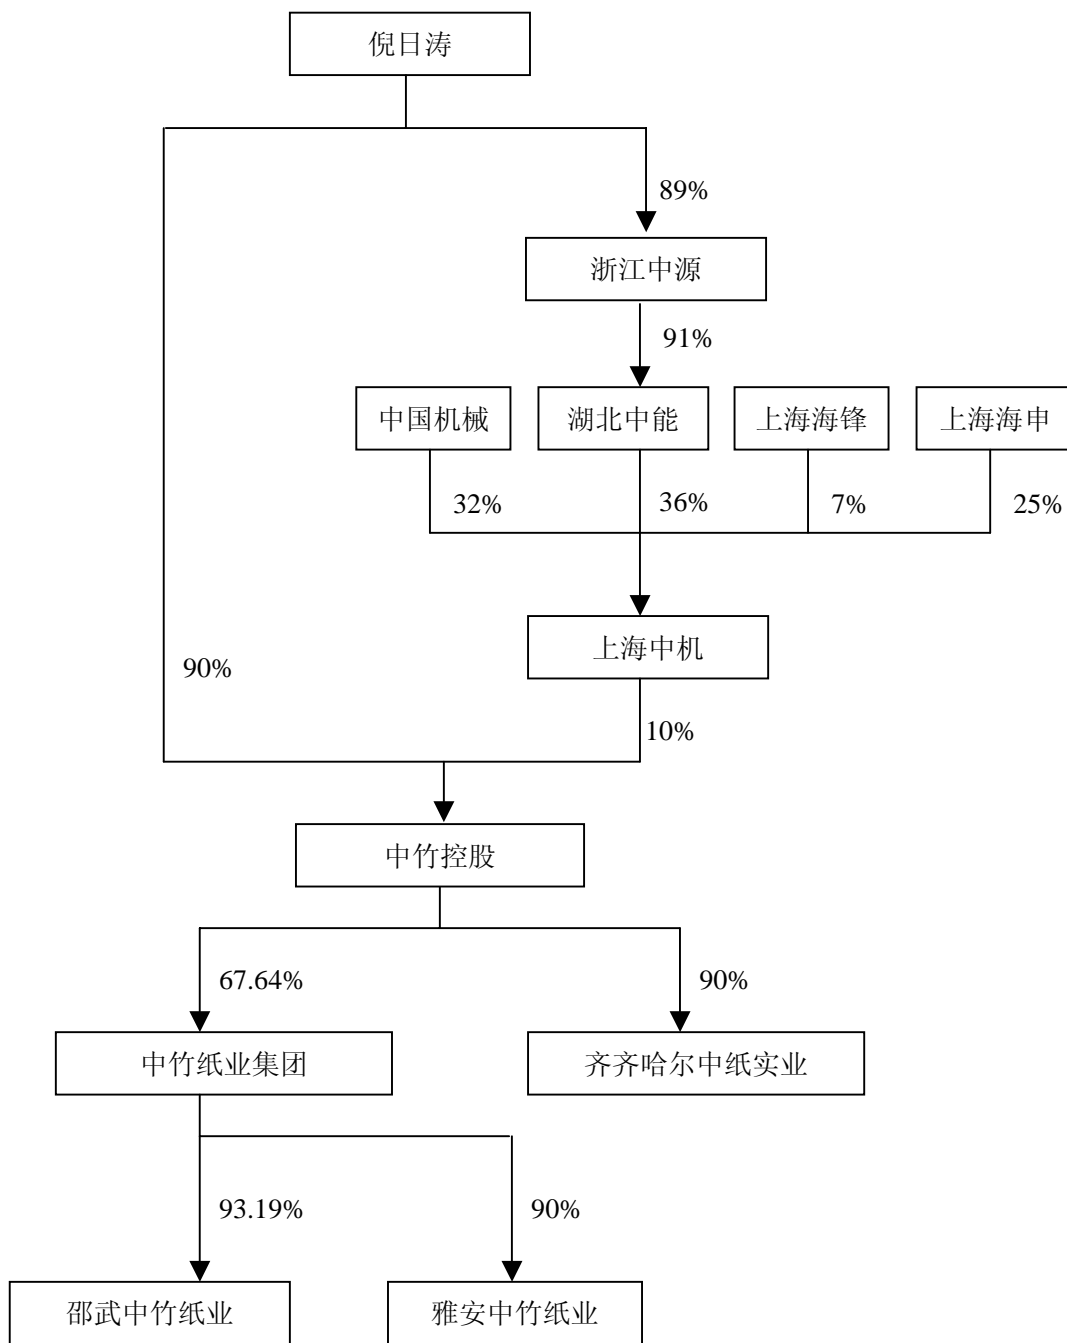 倪日涛
89%
浙江中源
91%
中国机械
湖北中能
上海海锋
上海海申
32%
36%
7%
25%
上海中机
90%
10%
中竹控股
67.64%
90%
中竹纸业集团
齐齐哈尔中纸实业
93.19%
90%
邵武中竹纸业
雅安中竹纸业